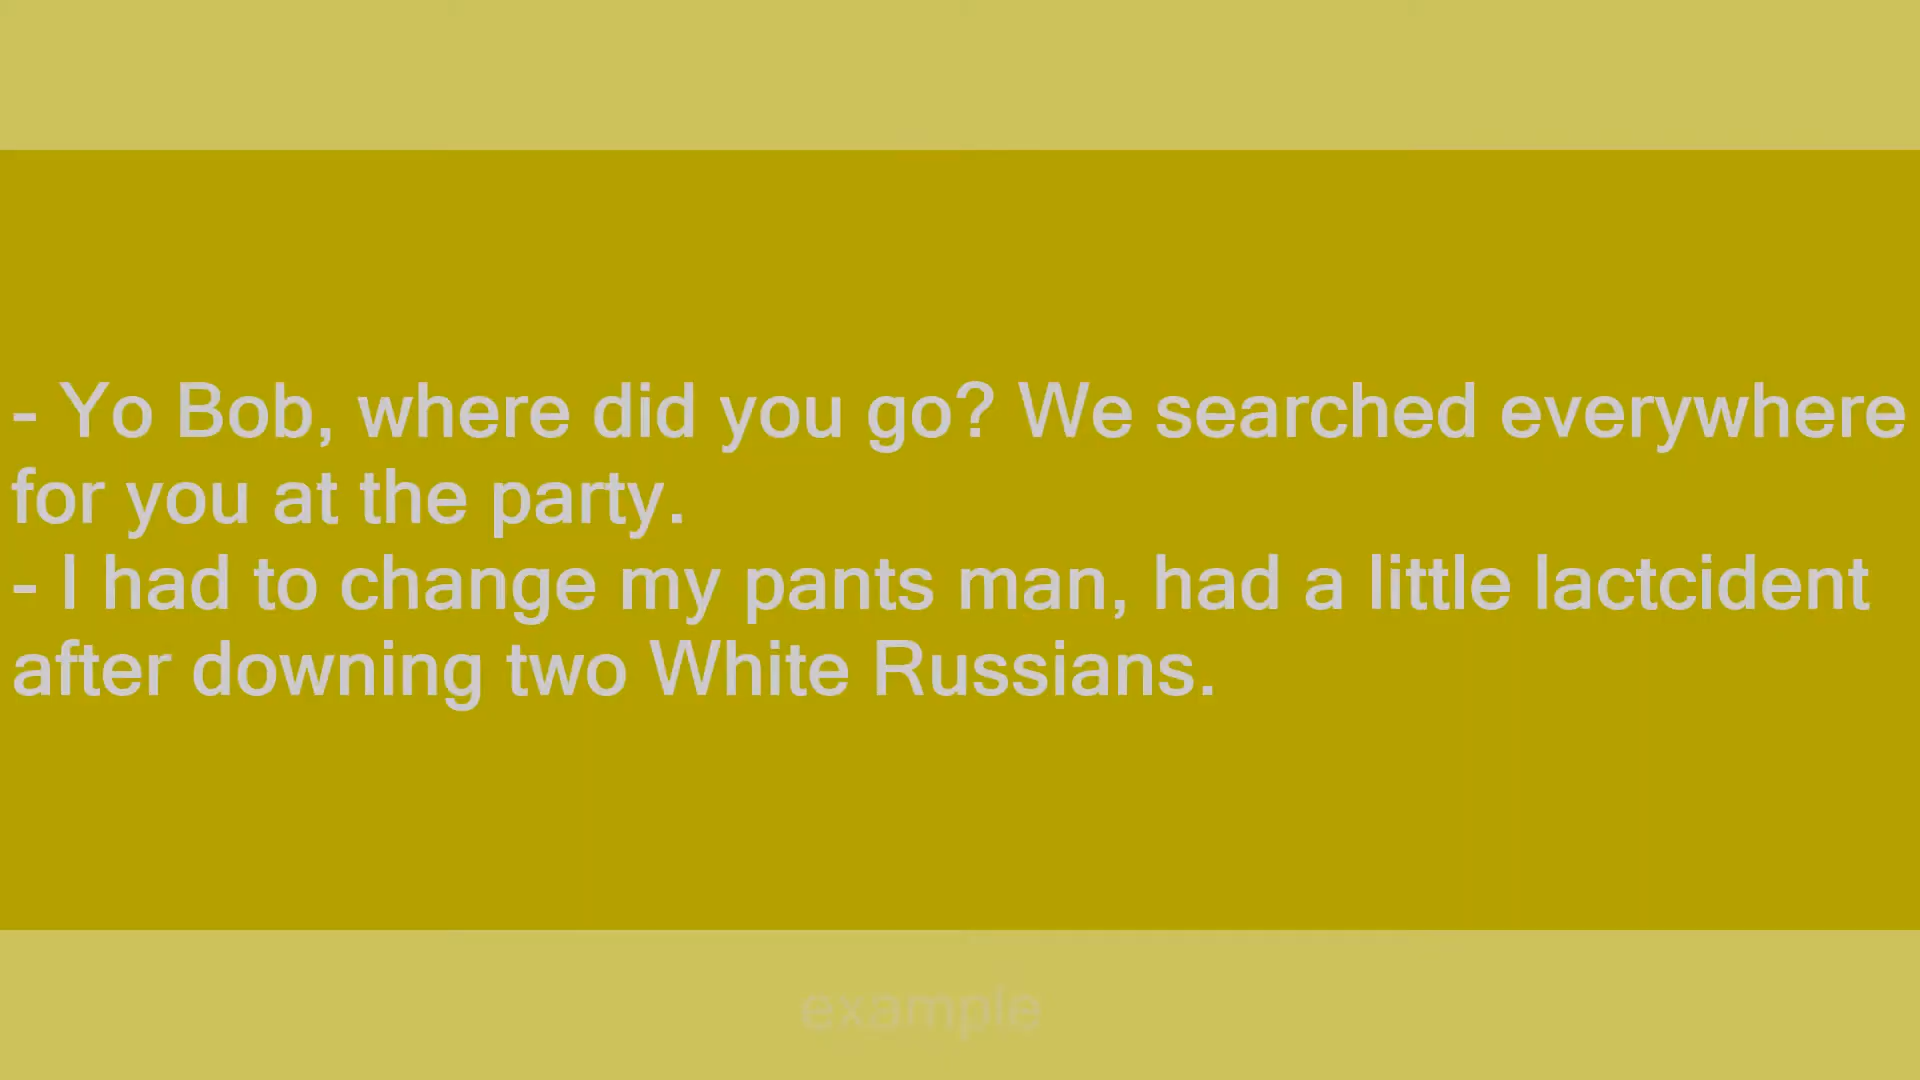 - Yo Bob, where did you go? We searched everywhere
for you at the party.
- I had to change my pants man, had a little lactcident
after downing two White Russians.
example